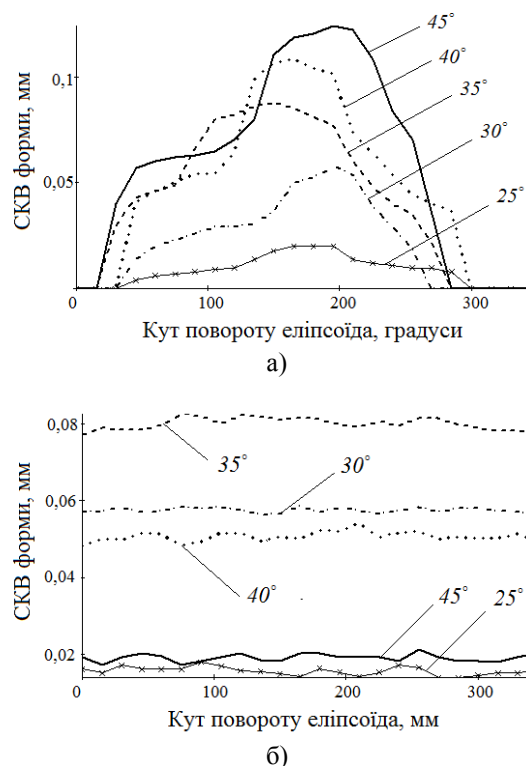 45°
40°
0,1
35°
30°
0,05
25°
СКВ форми, мм
0 100 200 300
Кут повороту еліпсоїда, градуси
а)
0,08
35°
30°
0,06
0,04
40°
45° 25°
0,02
СКВ форми, мм
0 100 200 300
Кут повороту еліпсоїда, мм
б)